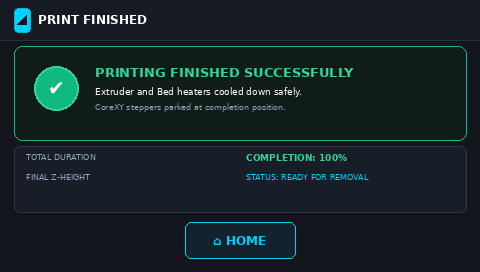 PRINT FINISHED
PRINTING FINISHED SUCCESSFULLY
Extruder and Bed heaters cooled down safely.
CoreXY steppers parked at completion position.
TOTAL DURATION
COMPLETION: 100%
FINAL Z-HEIGHT
STATUS: READY FOR REMOVAL
HOME